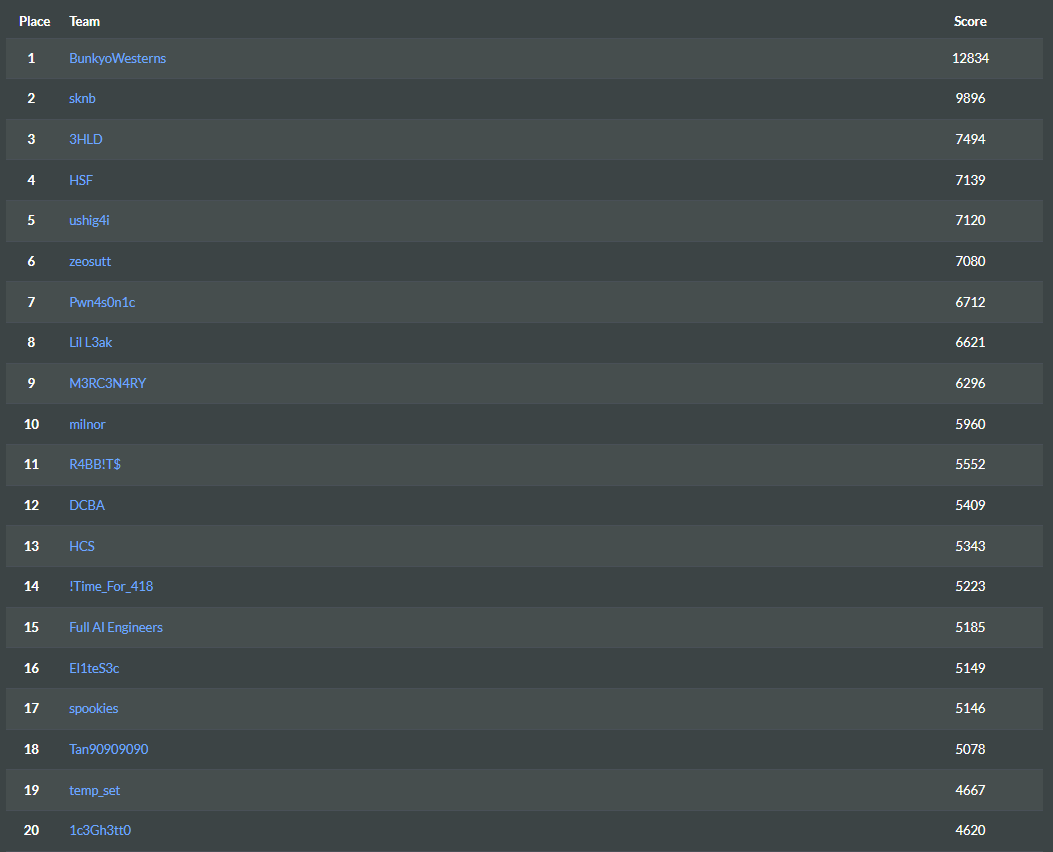 Place Team Score
1 BunkyoWesterns 12834
2 sknb 9896
3 3HLD 7494
4 HSF 7139
5 ushig4i 7120
6 zeosutt 7080
7 Pwn4s0n1c 6712
8 Lil L3ak 6621
9 M3RC3N4RY 6296
10 milnor 5960
11 R4BB!T$ 5552
12 DCBA 5409
13 HCS 5343
14 !Time_For_418 5223
15 Full AI Engineers 5185
16 El1teS3c 5149
17 spookies 5146
18 Tan90909090 5078
19 temp_set 4667
20 1c3Gh3tt0 4620